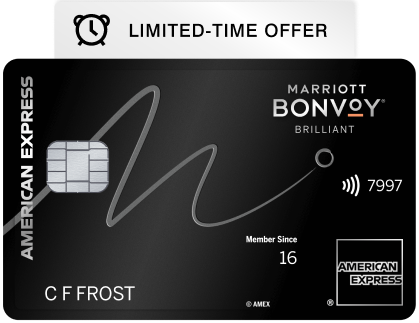 LIMITED-TIME OFFER
AMERICAN EXPRESS
MARRIOTT
BONVOY®
BRILLIANT
7997
Member Since
16
AMERICAN
EXPRESS
C F FROST
© AMEX
®